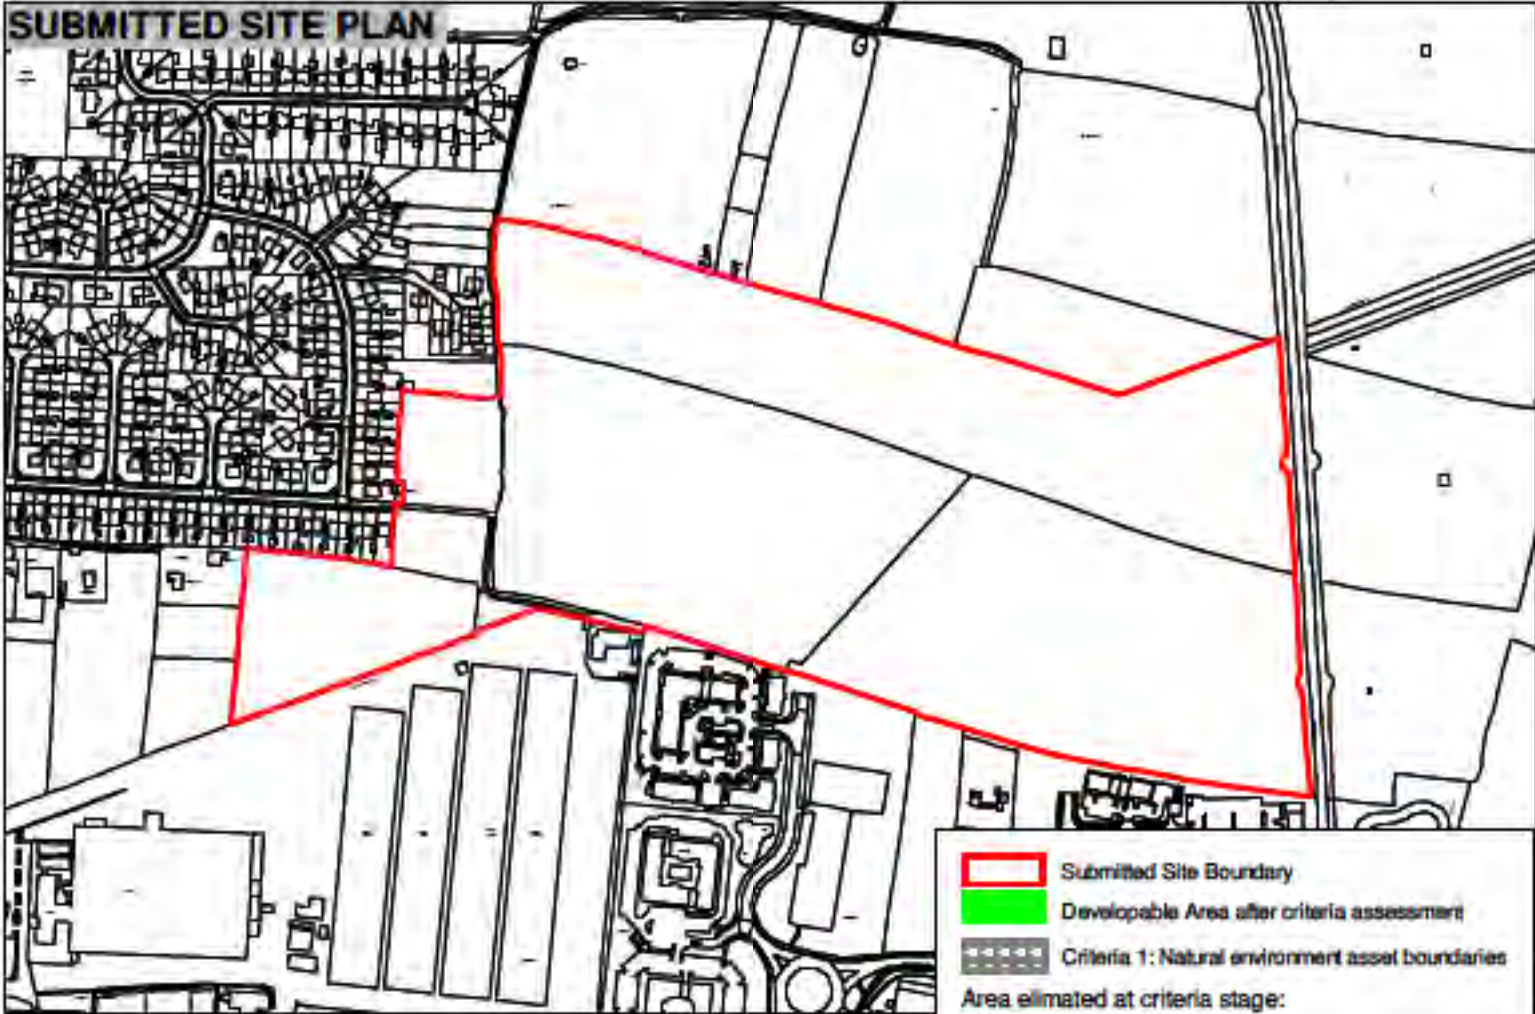 SUBMITTED SITE PLAN
Submitted Site Boundary
Developable Area after criteria assessment
Criteria 1: Natural environment asset boundaries
Area elimated at criteria stage: